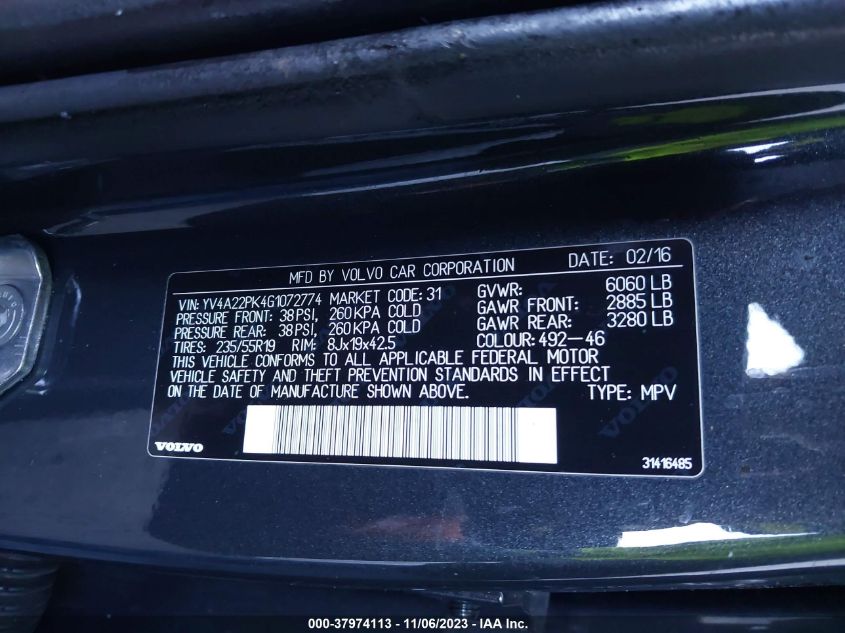 MFD BY VOLVO CAR CORPORATION DATE: 02/16
VIN: YV4A22PK4G1072774 MARKET CODE: 31 GVWR: 6060 LB
PRESSURE FRONT: 38 PSI, 260 KPA COLD GAWR FRONT: 2885 LB
PRESSURE REAR: 38 PSI, 260 KPA COLD GAWR REAR: 3280 LB
TIRES: 235/55R19 RIM: 8Jx19x42.5 COLOUR: 492-46
THIS VEHICLE CONFORMS TO ALL APPLICABLE FEDERAL MOTOR
VEHICLE SAFETY AND THEFT PREVENTION STANDARDS IN EFFECT
ON THE DATE OF MANUFACTURE SHOWN ABOVE. TYPE: MPV
VOLVO
31416485
000-37974113 - 11/06/2023 - IAA Inc.